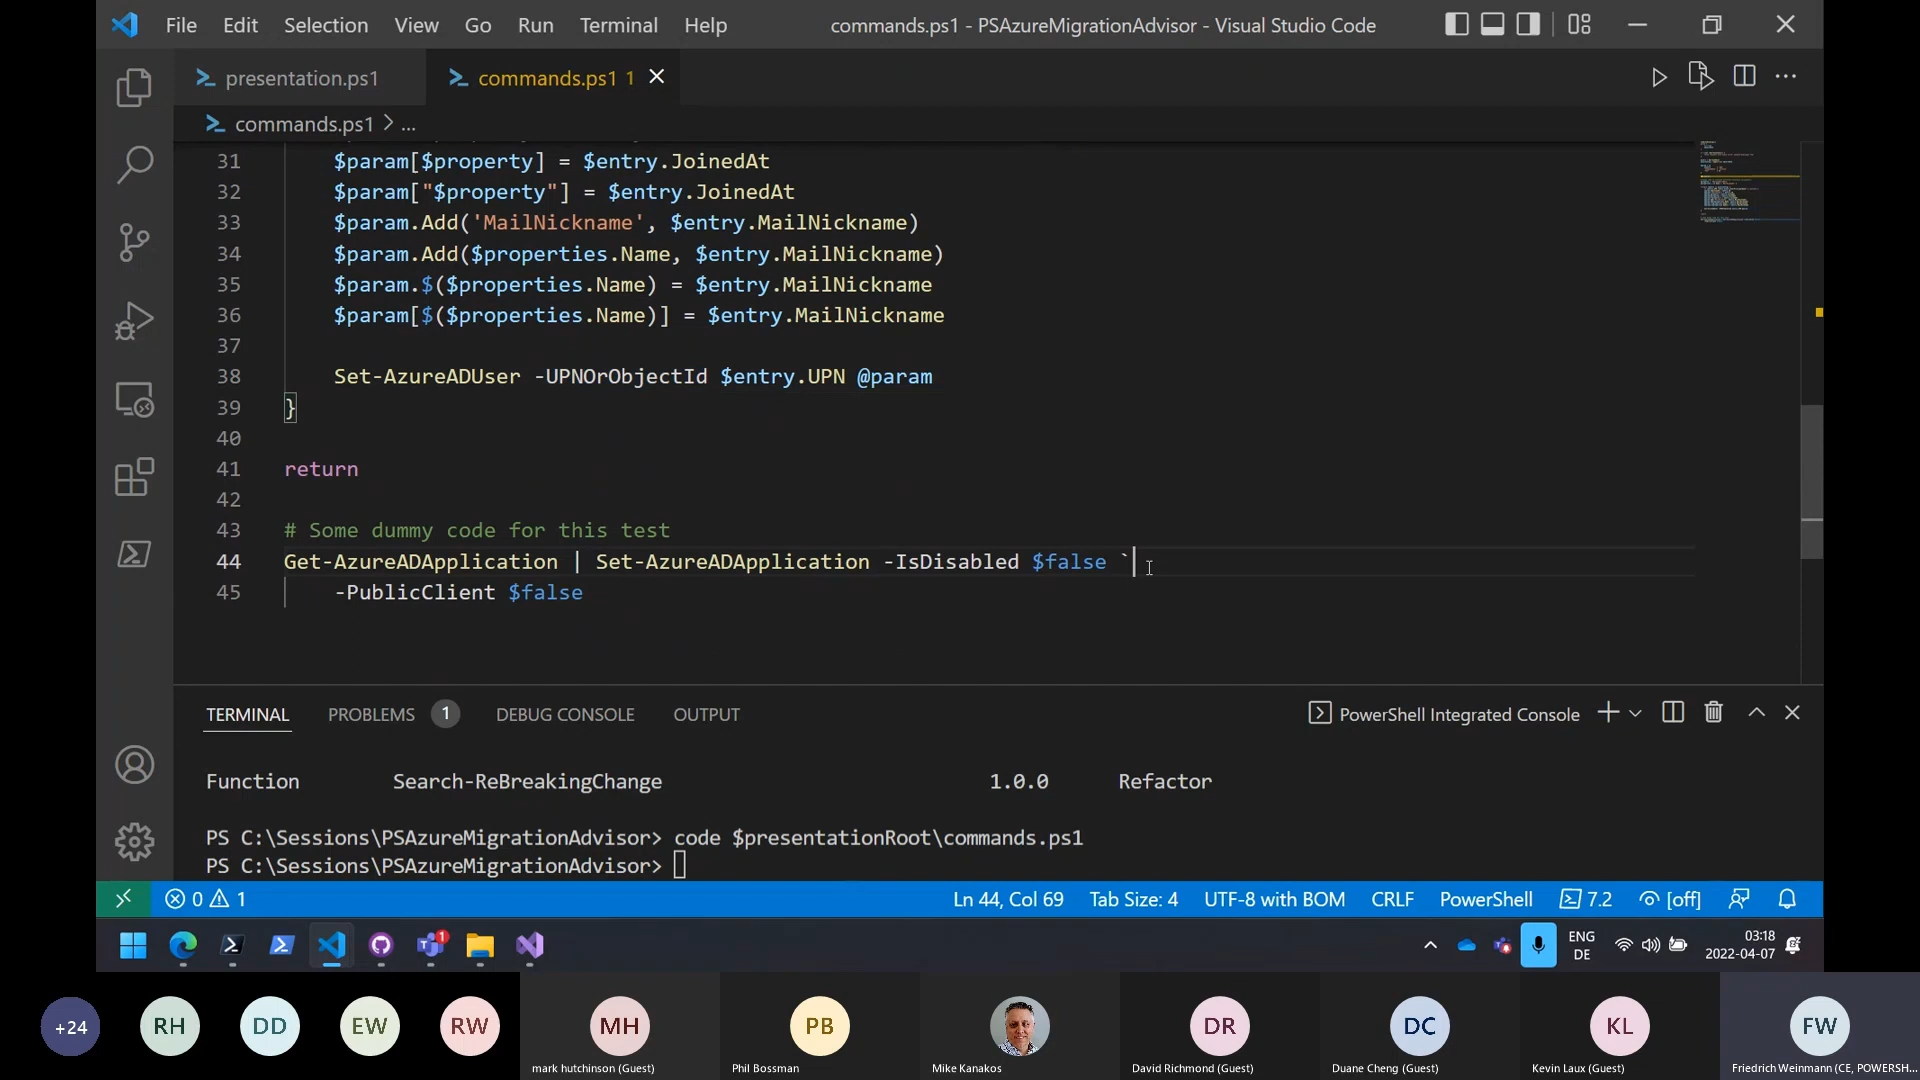 File Edit Selection View Go Run Terminal Help commands.ps1 - PSAzureMigrationAdvisor - Visual Studio Code
presentation.ps1 commands.ps1 1
commands.ps1 > ...
31 $param[$property] = $entry.JoinedAt
32 $param["$property"] = $entry.JoinedAt
33 $param.Add('MailNickname', $entry.MailNickname)
34 $param.Add($properties.Name, $entry.MailNickname)
35 $param.$($properties.Name) = $entry.MailNickname
36 $param[$($properties.Name)] = $entry.MailNickname
37
38 Set-AzureADUser -UPNOrObjectId $entry.UPN @param
39 }
40
41 return
42
43 # Some dummy code for this test
44 Get-AzureADApplication | Set-AzureADApplication -IsDisabled $false `
45 -PublicClient $false
TERMINAL PROBLEMS 1 DEBUG CONSOLE OUTPUT PowerShell Integrated Console
Function Search-ReBreakingChange 1.0.0 Refactor
PS C:\Sessions\PSAzureMigrationAdvisor> code $presentationRoot\commands.ps1
PS C:\Sessions\PSAzureMigrationAdvisor>
0 1 Ln 44, Col 69 Tab Size: 4 UTF-8 with BOM CRLF PowerShell 7.2 [off]
1 ENG 03:18
DE 2022-04-07
+24 RH DD EW RW MH PB DR DC KL FW
mark hutchinson (Guest) Phil Bossman Mike Kanakos David Richmond (Guest) Duane Cheng (Guest) Kevin Laux (Guest) Friedrich Weinmann (CE, POWERSH...